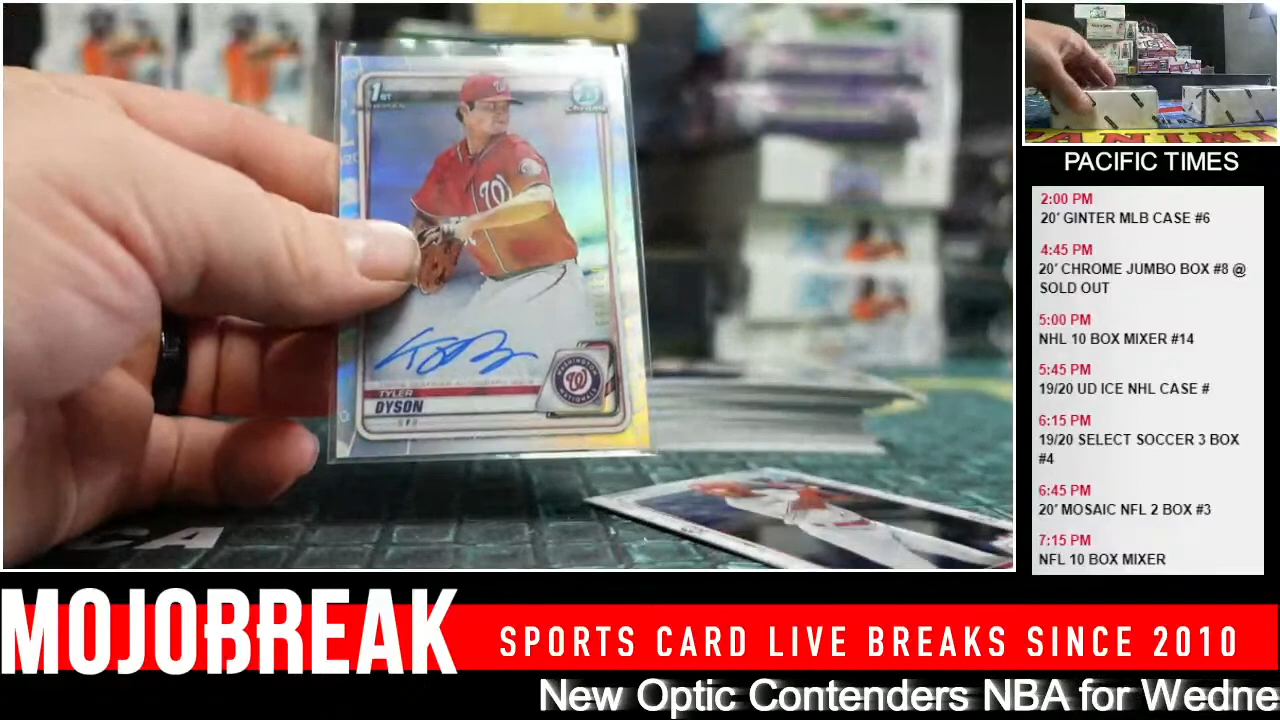 1ST
Chrome
W
TYLER
DYSON
WASHINGTON
W
NATIONALS
CA
PANINI
PACIFIC TIMES
2:00 PM
20' GINTER MLB CASE #6
4:45 PM
20' CHROME JUMBO BOX #8 @
SOLD OUT
5:00 PM
NHL 10 BOX MIXER #14
5:45 PM
19/20 UD ICE NHL CASE #
6:15 PM
19/20 SELECT SOCCER 3 BOX
#4
6:45 PM
20' MOSAIC NFL 2 BOX #3
7:15 PM
NFL 10 BOX MIXER
MOJOBREAK
SPORTS CARD LIVE BREAKS SINCE 2010
New Optic Contenders NBA for Wedne